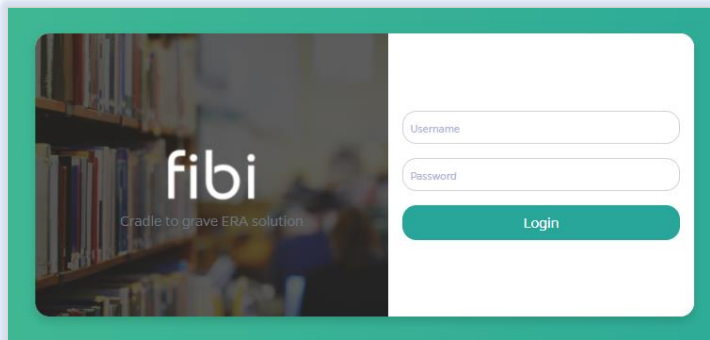 fibi
Cradle to grave ERA solution
Username
Password
Login